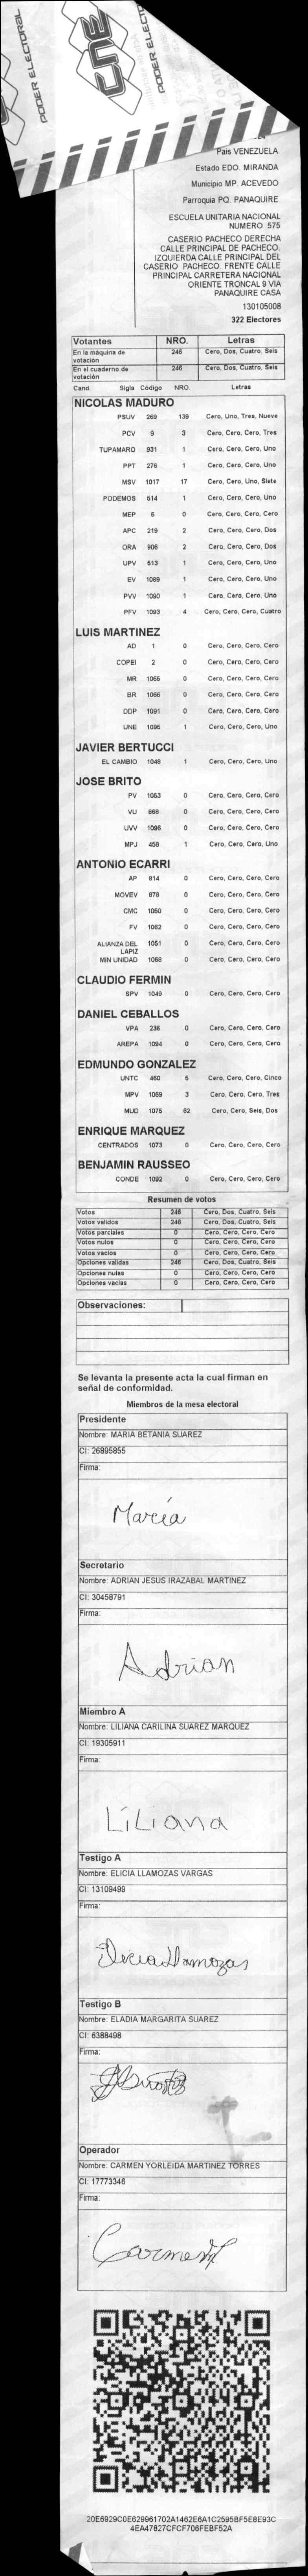 PODER ELECTORAL
CNE
PODER ELECTO
País VENEZUELA
Estado EDO. MIRANDA
Municipio MP. ACEVEDO
Parroquia PQ. PANAQUIRE
ESCUELA UNITARIA NACIONAL
NUMERO 575
CASERIO PACHECO DERECHA
CALLE PRINCIPAL DE PACHECO.
IZQUIERDA CALLE PRINCIPAL DEL
CASERIO PACHECO. FRENTE CALLE
PRINCIPAL CARRETERA NACIONAL
ORIENTE TRONCAL 9 VIA
PANAQUIRE CASA
130105008
322 Electores
Votantes NRO. Letras
En la máquina de votación 246 Cero, Dos, Cuatro, Seis
En el cuaderno de votación 246 Cero, Dos, Cuatro, Seis
Cand. Sigla Codigo NRO. Letras
NICOLAS MADURO
PSUV 269 139 Cero, Uno, Tres, Nueve
PCV 9 3 Cero, Cero, Cero, Tres
TUPAMARO 931 1 Cero, Cero, Cero, Uno
PPT 276 1 Cero, Cero, Cero, Uno
MSV 1017 17 Cero, Cero, Uno, Siete
PODEMOS 514 1 Cero, Cero, Cero, Uno
MEP 6 0 Cero, Cero, Cero, Cero
APC 219 2 Cero, Cero, Cero, Dos
ORA 906 2 Cero, Cero, Cero, Dos
UPV 513 1 Cero, Cero, Cero, Uno
EV 1089 1 Cero, Cero, Cero, Uno
PVV 1090 1 Cero, Cero, Cero, Uno
PFV 1093 4 Cero, Cero, Cero, Cuatro
LUIS MARTINEZ
AD 1 0 Cero, Cero, Cero, Cero
COPEI 2 0 Cero, Cero, Cero, Cero
MR 1065 0 Cero, Cero, Cero, Cero
BR 1066 0 Cero, Cero, Cero, Cero
DDP 1091 0 Cero, Cero, Cero, Cero
UNE 1095 1 Cero, Cero, Cero, Uno
JAVIER BERTUCCI
EL CAMBIO 1048 1 Cero, Cero, Cero, Uno
JOSE BRITO
PV 1053 0 Cero, Cero, Cero, Cero
VU 868 0 Cero, Cero, Cero, Cero
UVV 1096 0 Cero, Cero, Cero, Cero
MPJ 458 1 Cero, Cero, Cero, Uno
ANTONIO ECARRI
AP 814 0 Cero, Cero, Cero, Cero
MOVEV 878 0 Cero, Cero, Cero, Cero
CMC 1050 0 Cero, Cero, Cero, Cero
FV 1062 0 Cero, Cero, Cero, Cero
ALIANZA DEL LAPIZ 1051 0 Cero, Cero, Cero, Cero
MIN UNIDAD 1068 0 Cero, Cero, Cero, Cero
CLAUDIO FERMIN
SPV 1049 0 Cero, Cero, Cero, Cero
DANIEL CEBALLOS
VPA 236 0 Cero, Cero, Cero, Cero
AREPA 1094 0 Cero, Cero, Cero, Cero
EDMUNDO GONZALEZ
UNTC 460 5 Cero, Cero, Cero, Cinco
MPV 1069 3 Cero, Cero, Cero, Tres
MUD 1075 62 Cero, Cero, Seis, Dos
ENRIQUE MARQUEZ
CENTRADOS 1073 0 Cero, Cero, Cero, Cero
BENJAMIN RAUSSEO
CONDE 1092 0 Cero, Cero, Cero, Cero
Resumen de votos
Votos 246 Cero, Dos, Cuatro, Seis
Votos validos 246 Cero, Dos, Cuatro, Seis
Votos parciales 0 Cero, Cero, Cero, Cero
Votos nulos 0 Cero, Cero, Cero, Cero
Votos vacios 0 Cero, Cero, Cero, Cero
Opciones validas 246 Cero, Dos, Cuatro, Seis
Opciones nulas 0 Cero, Cero, Cero, Cero
Opciones vacias 0 Cero, Cero, Cero, Cero
Observaciones:
Se levanta la presente acta la cual firman en
señal de conformidad.
Miembros de la mesa electoral
Presidente
Nombre: MARIA BETANIA SUAREZ
CI: 26895855
Firma:
María
Secretario
Nombre: ADRIAN JESUS IRAZABAL MARTINEZ
CI: 30458791
Firma:
Adrian
Miembro A
Nombre: LILIANA CARILINA SUAREZ MARQUEZ
CI: 19305911
Firma:
Liliana
Testigo A
Nombre: ELICIA LLAMOZAS VARGAS
CI: 13109499
Firma:
Elicia Llamozas
Testigo B
Nombre: ELADIA MARGARITA SUAREZ
CI: 6388498
Firma:
Operador
Nombre: CARMEN YORLEIDA MARTINEZ TORRES
CI: 17773346
Firma:
Carmen M
20E6929C0E629961702A1462E6A1C2595BF5EBE93C
4EA47827CFCF706FEBF52A